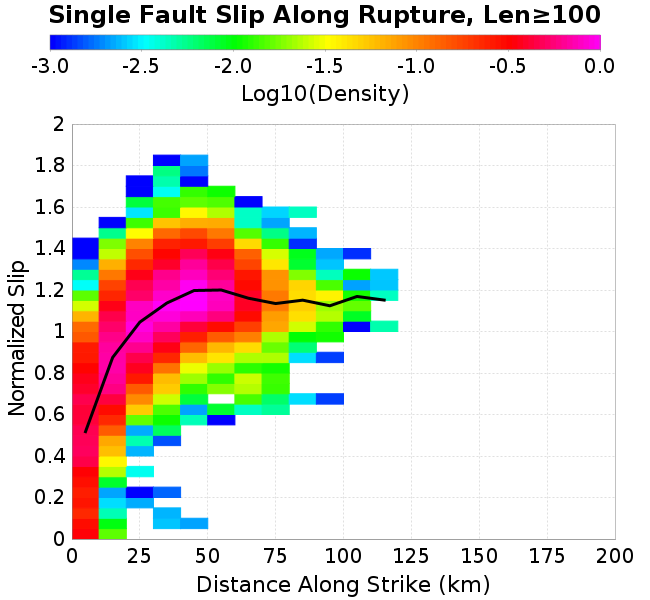 Single Fault Slip Along Rupture, Len≥100
-3.0 -2.5 -2.0 -1.5 -1.0 -0.5 0.0
Log10(Density)
2
1.8
1.6
1.4
1.2
1
0.8
0.6
0.4
0.2
0
Normalized Slip
0 25 50 75 100 125 150 175 200
Distance Along Strike (km)